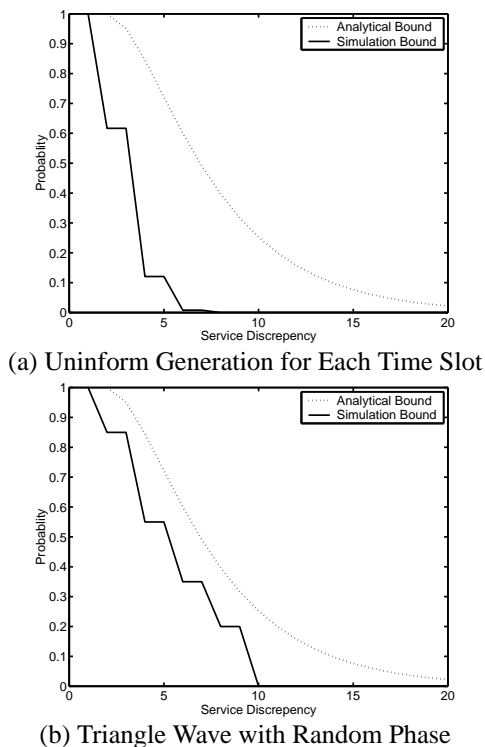 1
0.9
0.8
0.7
0.6
0.5
0.4
0.3
0.2
0.1
0
Probablity
Analytical Bound
Simulation Bound
0 5 10 15 20
Service Discrepency
(a) Uninform Generation for Each Time Slot
1
0.9
0.8
0.7
0.6
0.5
0.4
0.3
0.2
0.1
0
Probablity
Analytical Bound
Simulation Bound
0 5 10 15 20
Service Discrepency
(b) Triangle Wave with Random Phase